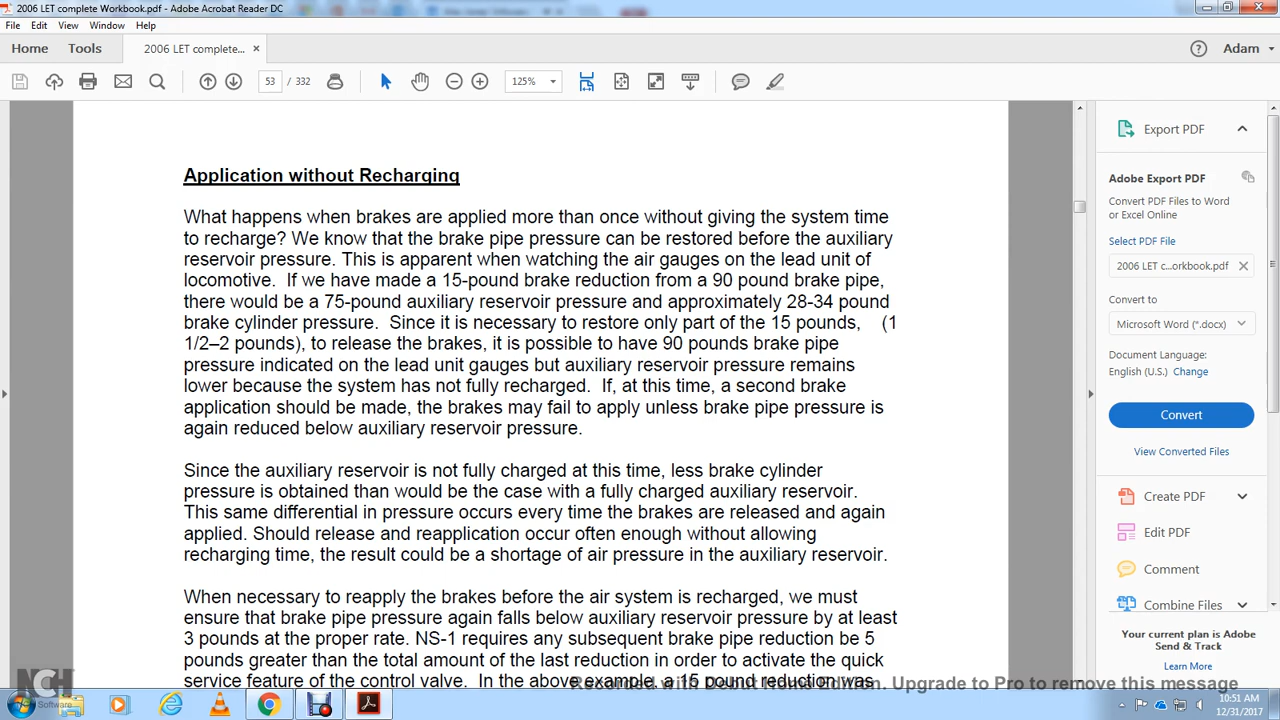 2006 LET complete Workbook.pdf - Adobe Acrobat Reader DC
File Edit View Window Help
Home Tools 2006 LET complete... × Adam
53 / 332 125%
Application without Recharging
What happens when brakes are applied more than once without giving the system time
to recharge? We know that the brake pipe pressure can be restored before the auxiliary
reservoir pressure. This is apparent when watching the air gauges on the lead unit of
locomotive. If we have made a 15-pound brake reduction from a 90 pound brake pipe,
there would be a 75-pound auxiliary reservoir pressure and approximately 28-34 pound
brake cylinder pressure. Since it is necessary to restore only part of the 15 pounds, (1
1/2–2 pounds), to release the brakes, it is possible to have 90 pounds brake pipe
pressure indicated on the lead unit gauges but auxiliary reservoir pressure remains
lower because the system has not fully recharged. If, at this time, a second brake
application should be made, the brakes may fail to apply unless brake pipe pressure is
again reduced below auxiliary reservoir pressure.
Since the auxiliary reservoir is not fully charged at this time, less brake cylinder
pressure is obtained than would be the case with a fully charged auxiliary reservoir.
This same differential in pressure occurs every time the brakes are released and again
applied. Should release and reapplication occur often enough without allowing
recharging time, the result could be a shortage of air pressure in the auxiliary reservoir.
When necessary to reapply the brakes before the air system is recharged, we must
ensure that brake pipe pressure again falls below auxiliary reservoir pressure by at least
3 pounds at the proper rate. NS-1 requires any subsequent brake pipe reduction be 5
pounds greater than the total amount of the last reduction in order to activate the quick
service feature of the control valve. In the above example, a 15 pound reduction was
Export PDF
Adobe Export PDF
Convert PDF Files to Word
or Excel Online
Select PDF File
2006 LET c...orkbook.pdf ×
Convert to
Microsoft Word (*.docx)
Document Language:
English (U.S.) Change
Convert
View Converted Files
Create PDF
Edit PDF
Comment
Combine Files
Your current plan is Adobe
Send & Track
Learn More
NCH
Software
Recorded with Debut Home Edition. Upgrade to Pro to remove this message
10:51 AM
12/31/2017